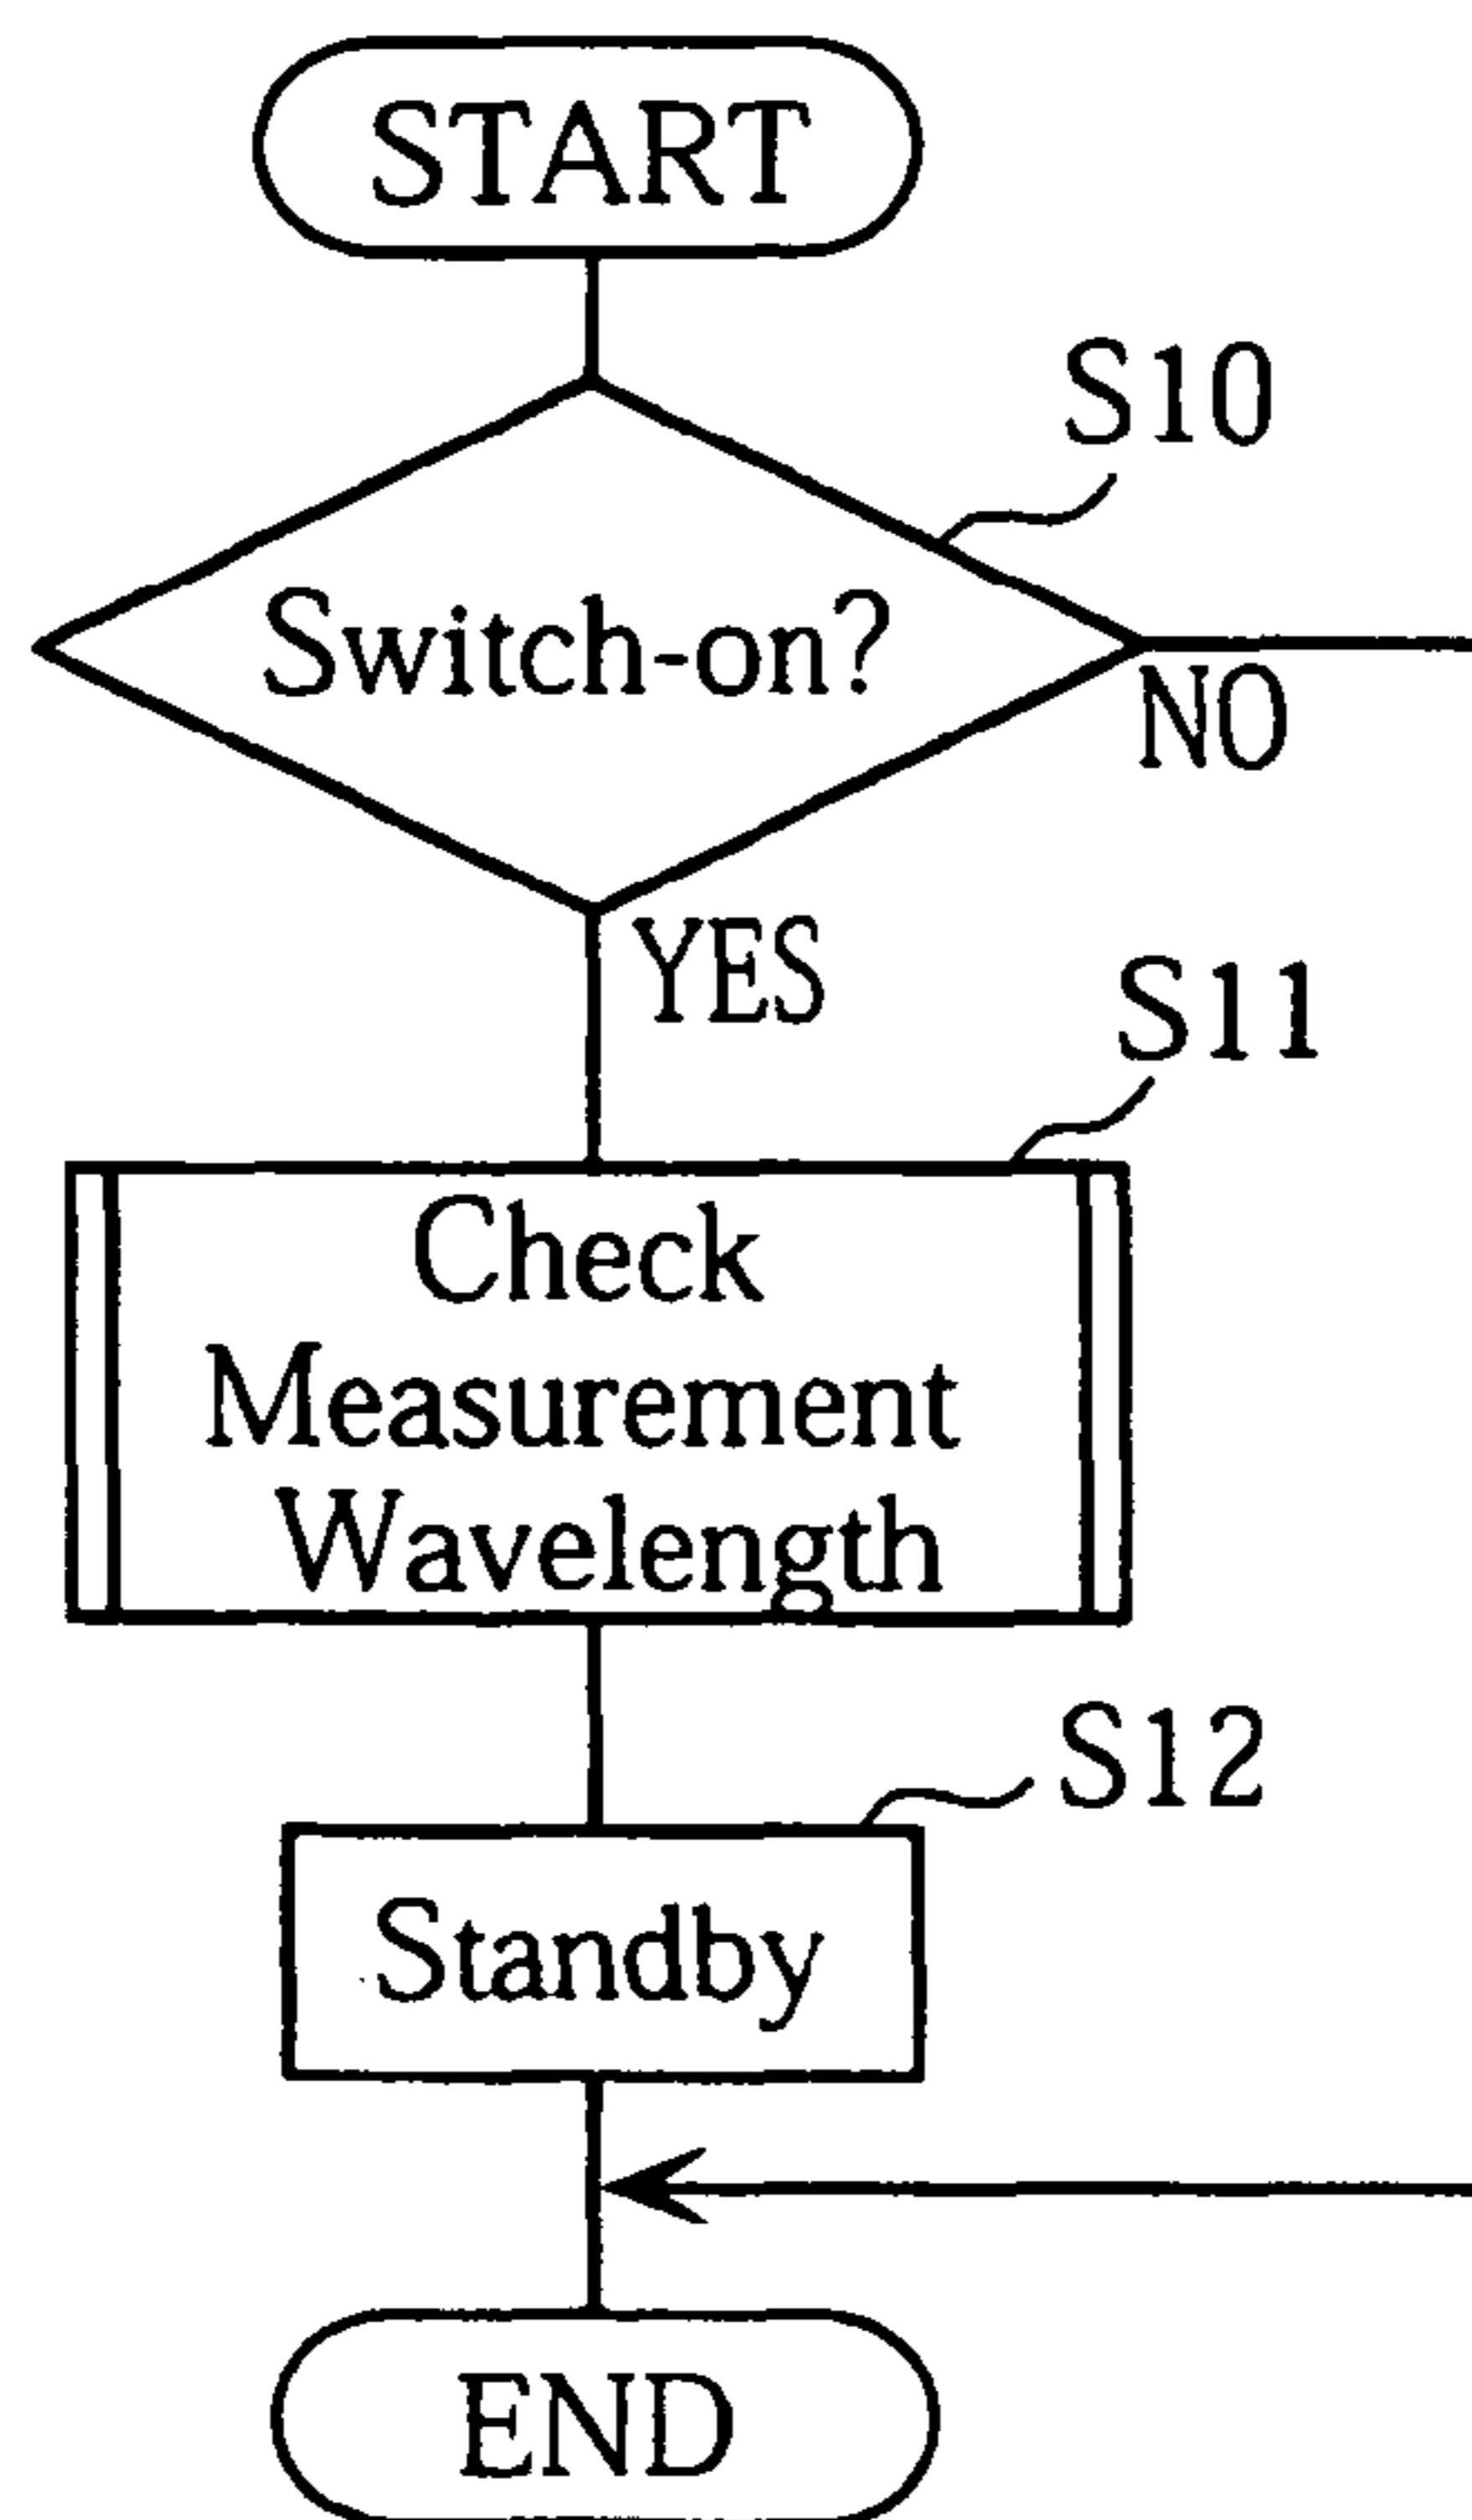 START
S10
Switch-on?
NO
YES
S11
Check
Measurement
Wavelength
S12
Standby
END